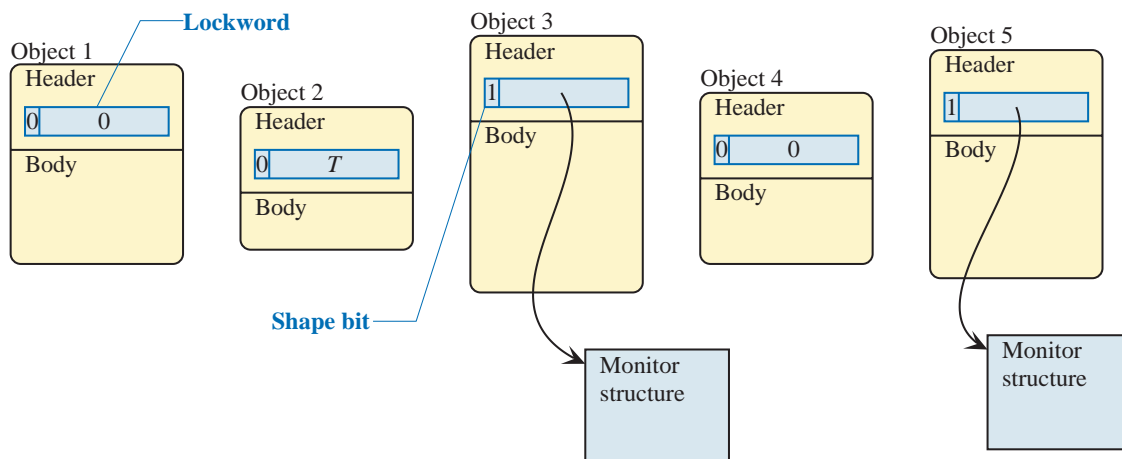 Lockword
Object 1
Header
0 0
Body
Object 2
Header
0 T
Body
Object 3
Header
1
Body
Shape bit
Monitor
structure
Object 4
Header
0 0
Body
Object 5
Header
1
Body
Monitor
structure